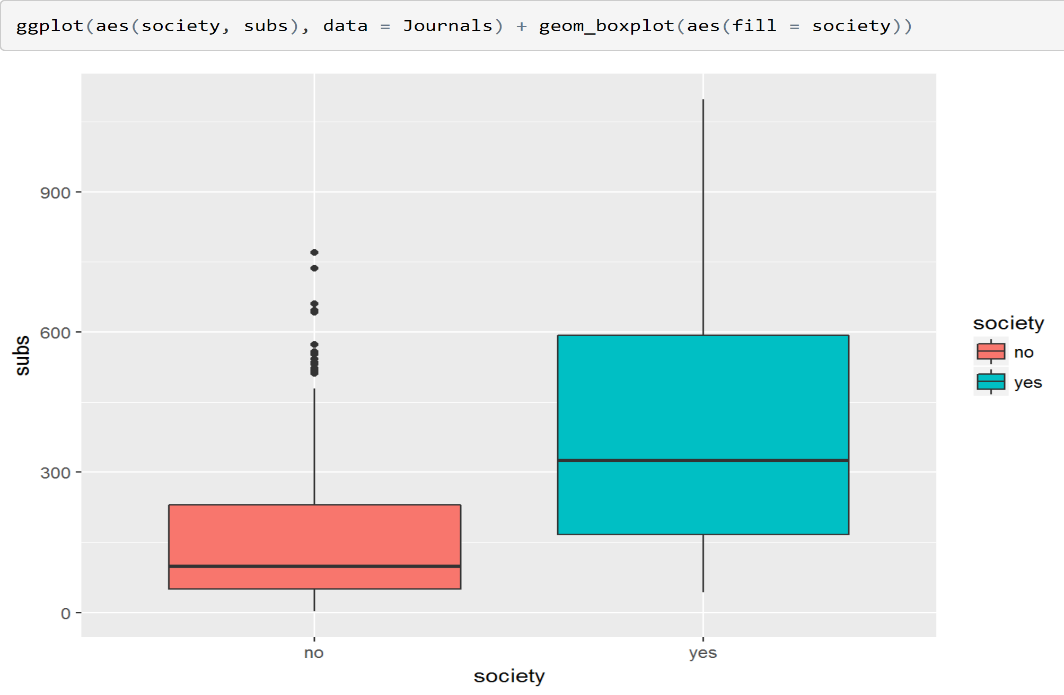 ggplot(aes(society, subs), data = Journals) + geom_boxplot(aes(fill = society))
900
600
300
0
subs
no
yes
society
society
no
yes